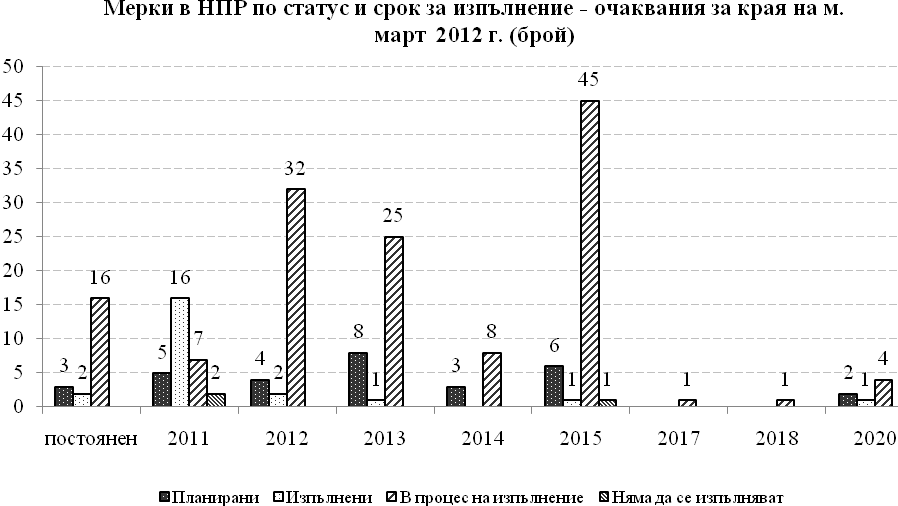 Мерки в НПР по статус и срок за изпълнение - очаквания за края на м.
март 2012 г. (брой)
50
45
40
35
30
25
20
15
10
5
0
3 2 16
5 16 7 2
4 2 32
8 1 25
3 8
6 1 45 1
1
1
2 1 4
постоянен 2011 2012 2013 2014 2015 2017 2018 2020
Планирани Изпълнени В процес на изпълнение Няма да се изпълняват